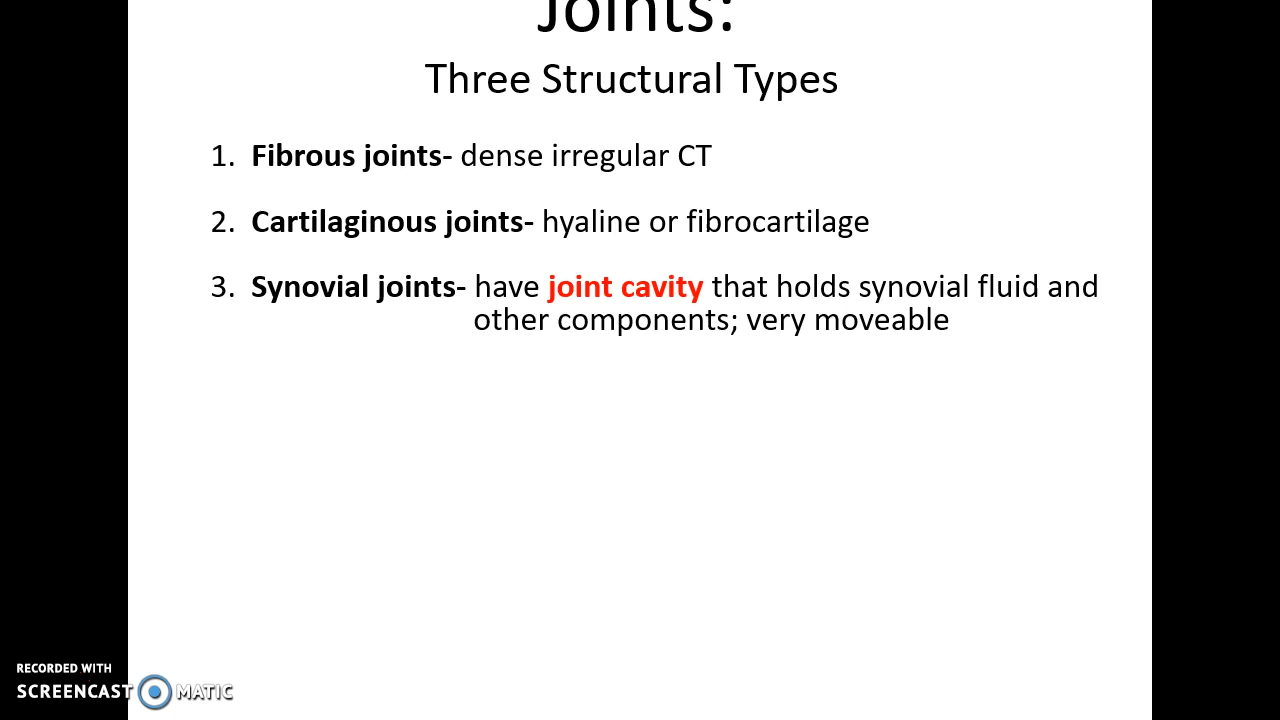 Joints:
Three Structural Types
1. Fibrous joints- dense irregular CT
2. Cartilaginous joints- hyaline or fibrocartilage
3. Synovial joints- have joint cavity that holds synovial fluid and
other components; very moveable
RECORDED WITH
SCREENCAST MATIC